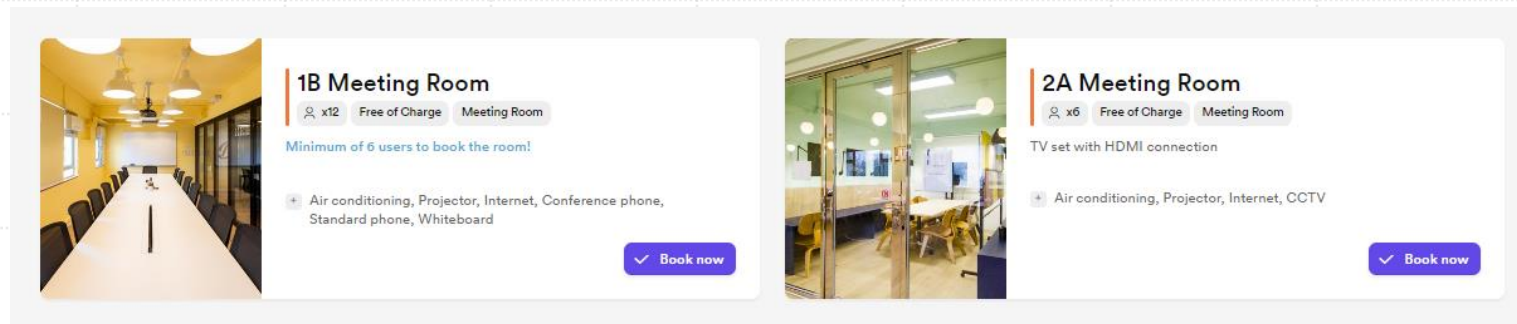 1B Meeting Room
x12 Free of Charge Meeting Room
Minimum of 6 users to book the room!
+ Air conditioning, Projector, Internet, Conference phone,
Standard phone, Whiteboard
Book now
2A Meeting Room
x6 Free of Charge Meeting Room
TV set with HDMI connection
+ Air conditioning, Projector, Internet, CCTV
Book now